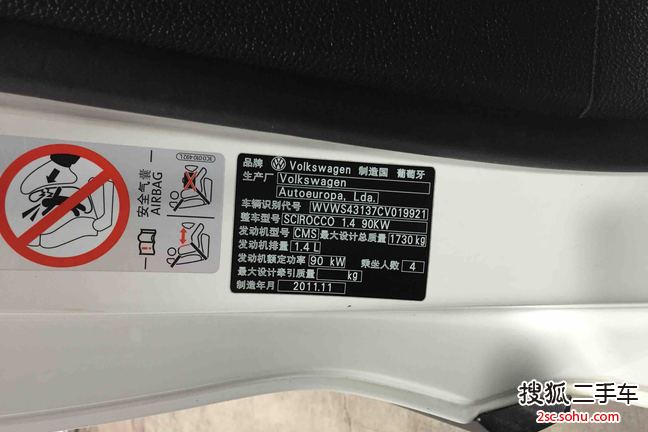 1C0 010 492 L
安全气囊
AIRBAG
品牌 Volkswagen 制造国 葡萄牙
生产厂 Volkswagen
Autoeuropa, Lda.
车辆识别代号 WVWS43137CV019921
整车型号 SCIROCCO 1.4 90KW
发动机型号 CMS 最大设计总质量 1730 kg
发动机排量 1.4 L
发动机额定功率 90 kW 乘坐人数 4
最大设计牵引质量 kg
制造年月 2011.11
搜狐二手车
2sc.sohu.com